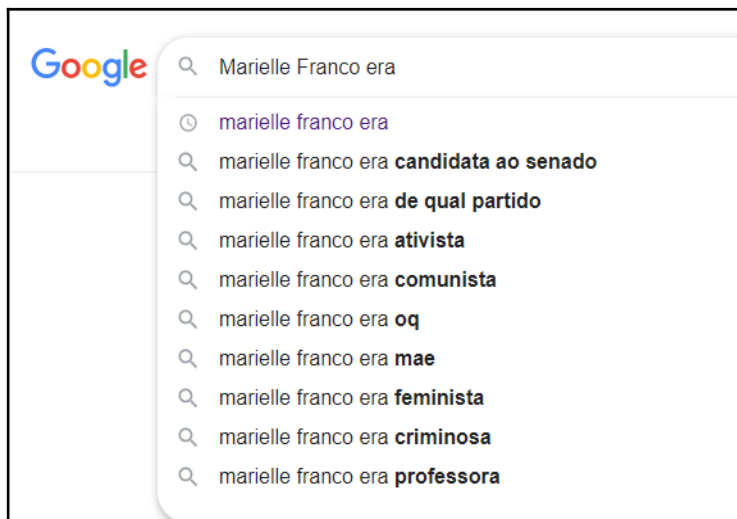 Google
Marielle Franco era
marielle franco era
marielle franco era candidata ao senado
marielle franco era de qual partido
marielle franco era ativista
marielle franco era comunista
marielle franco era oq
marielle franco era mae
marielle franco era feminista
marielle franco era criminosa
marielle franco era professora